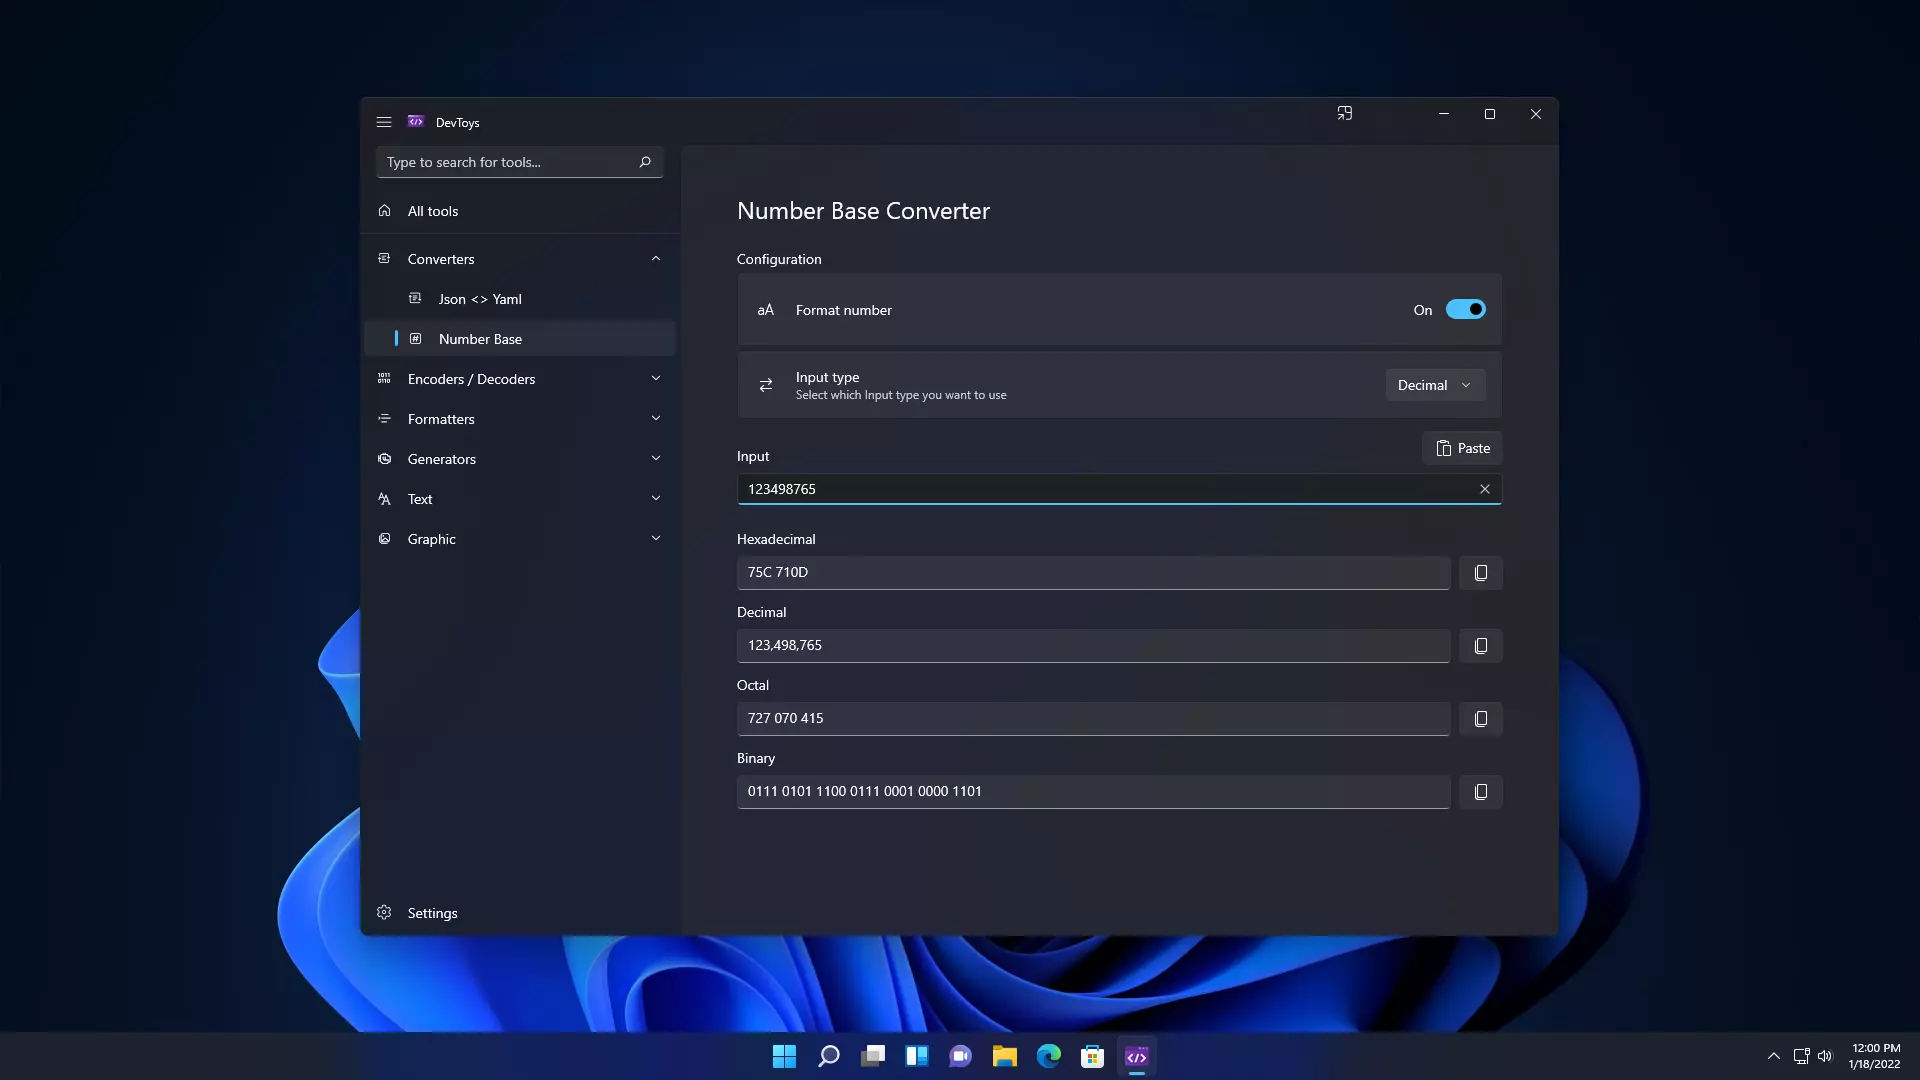 DevToys
Type to search for tools...
All tools
Converters
Json <> Yaml
Number Base
Encoders / Decoders
Formatters
Generators
Text
Graphic
Settings
Number Base Converter
Configuration
aA Format number On
Input type
Select which Input type you want to use
Decimal
Paste
Input
123498765
Hexadecimal
75C 710D
Decimal
123,498,765
Octal
727 070 415
Binary
0111 0101 1100 0111 0001 0000 1101
12:00 PM
1/18/2022